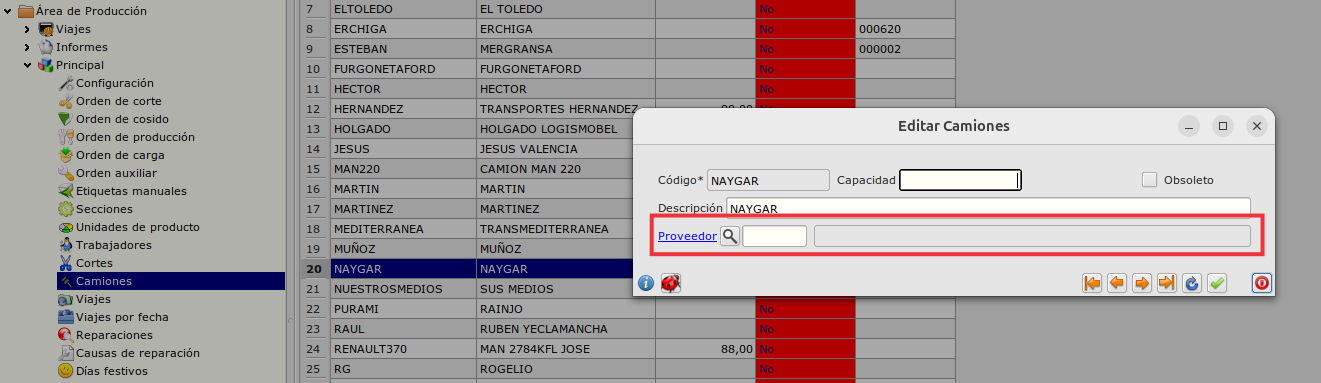 Área de Producción
Viajes
Informes
Principal
Configuración
Orden de corte
Orden de cosido
Orden de producción
Orden de carga
Orden auxiliar
Etiquetas manuales
Secciones
Unidades de producto
Trabajadores
Cortes
Camiones
Viajes
Viajes por fecha
Reparaciones
Causas de reparación
Días festivos
7 ELTOLEDO EL TOLEDO No
8 ERCHIGA ERCHIGA No 000620
9 ESTEBAN MERGRANSA No 000002
10 FURGONETAFORD FURGONETAFORD No
11 HECTOR HECTOR No
12 HERNANDEZ TRANSPORTES HERNANDEZ
13 HOLGADO HOLGADO LOGISMOBEL
14 JESUS JESUS VALENCIA
15 MAN220 CAMION MAN 220
16 MARTIN MARTIN
17 MARTINEZ MARTINEZ
18 MEDITERRANEA TRANSMEDITERRANEA
19 MUÑOZ MUÑOZ
20 NAYGAR NAYGAR
21 NUESTROSMEDIOS SUS MEDIOS
22 PURAMI RAINJO No
23 RAUL RUBEN YECLAMANCHA No
24 RENAULT370 MAN 2784KFL JOSE 88,00 No
25 RG ROGELIO No
Editar Camiones
Código* NAYGAR Capacidad Obsoleto
Descripción NAYGAR
Proveedor